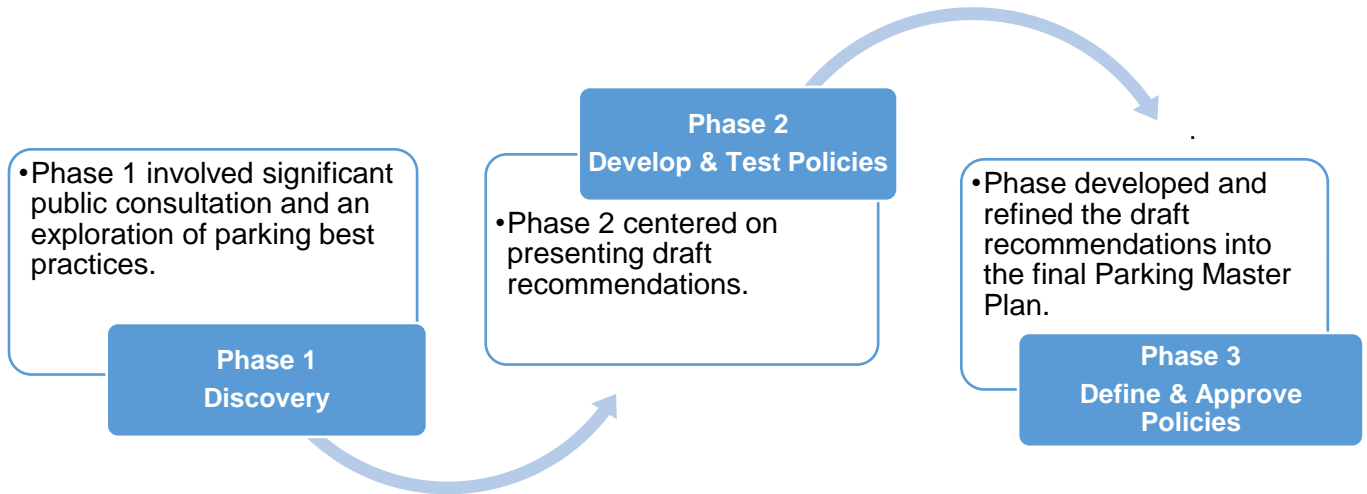 •Phase 1 involved significant
public consultation and an
exploration of parking best
practices.
Phase 1
Discovery
Phase 2
Develop & Test Policies
•Phase 2 centered on
presenting draft
recommendations.
.
•Phase developed and
refined the draft
recommendations into
the final Parking Master
Plan.
Phase 3
Define & Approve
Policies